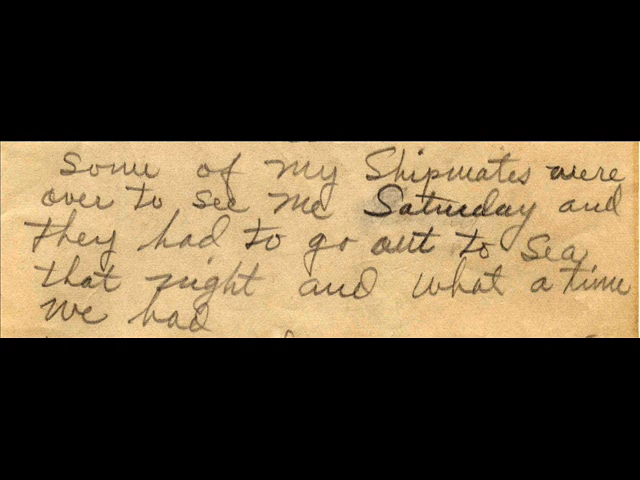 Some of my Shipmates were
over to see me Saturday and
they had to go out to Sea
that night and what a time
we had